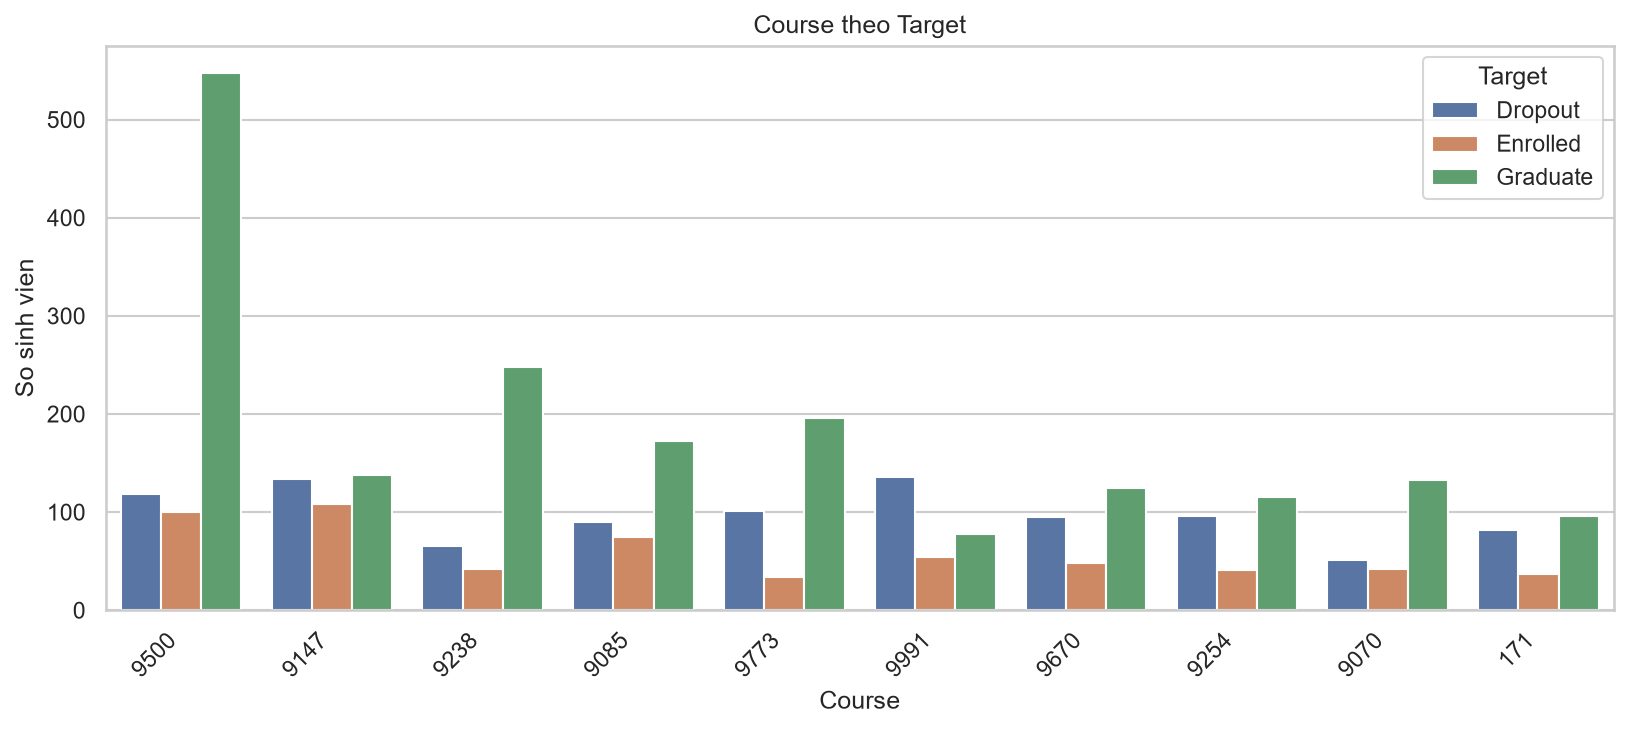 Course theo Target
Target
Dropout
Enrolled
Graduate
So sinh vien
500
400
300
200
100
0
9500
9147
9238
9085
9773
9991
9670
9254
9070
171
Course